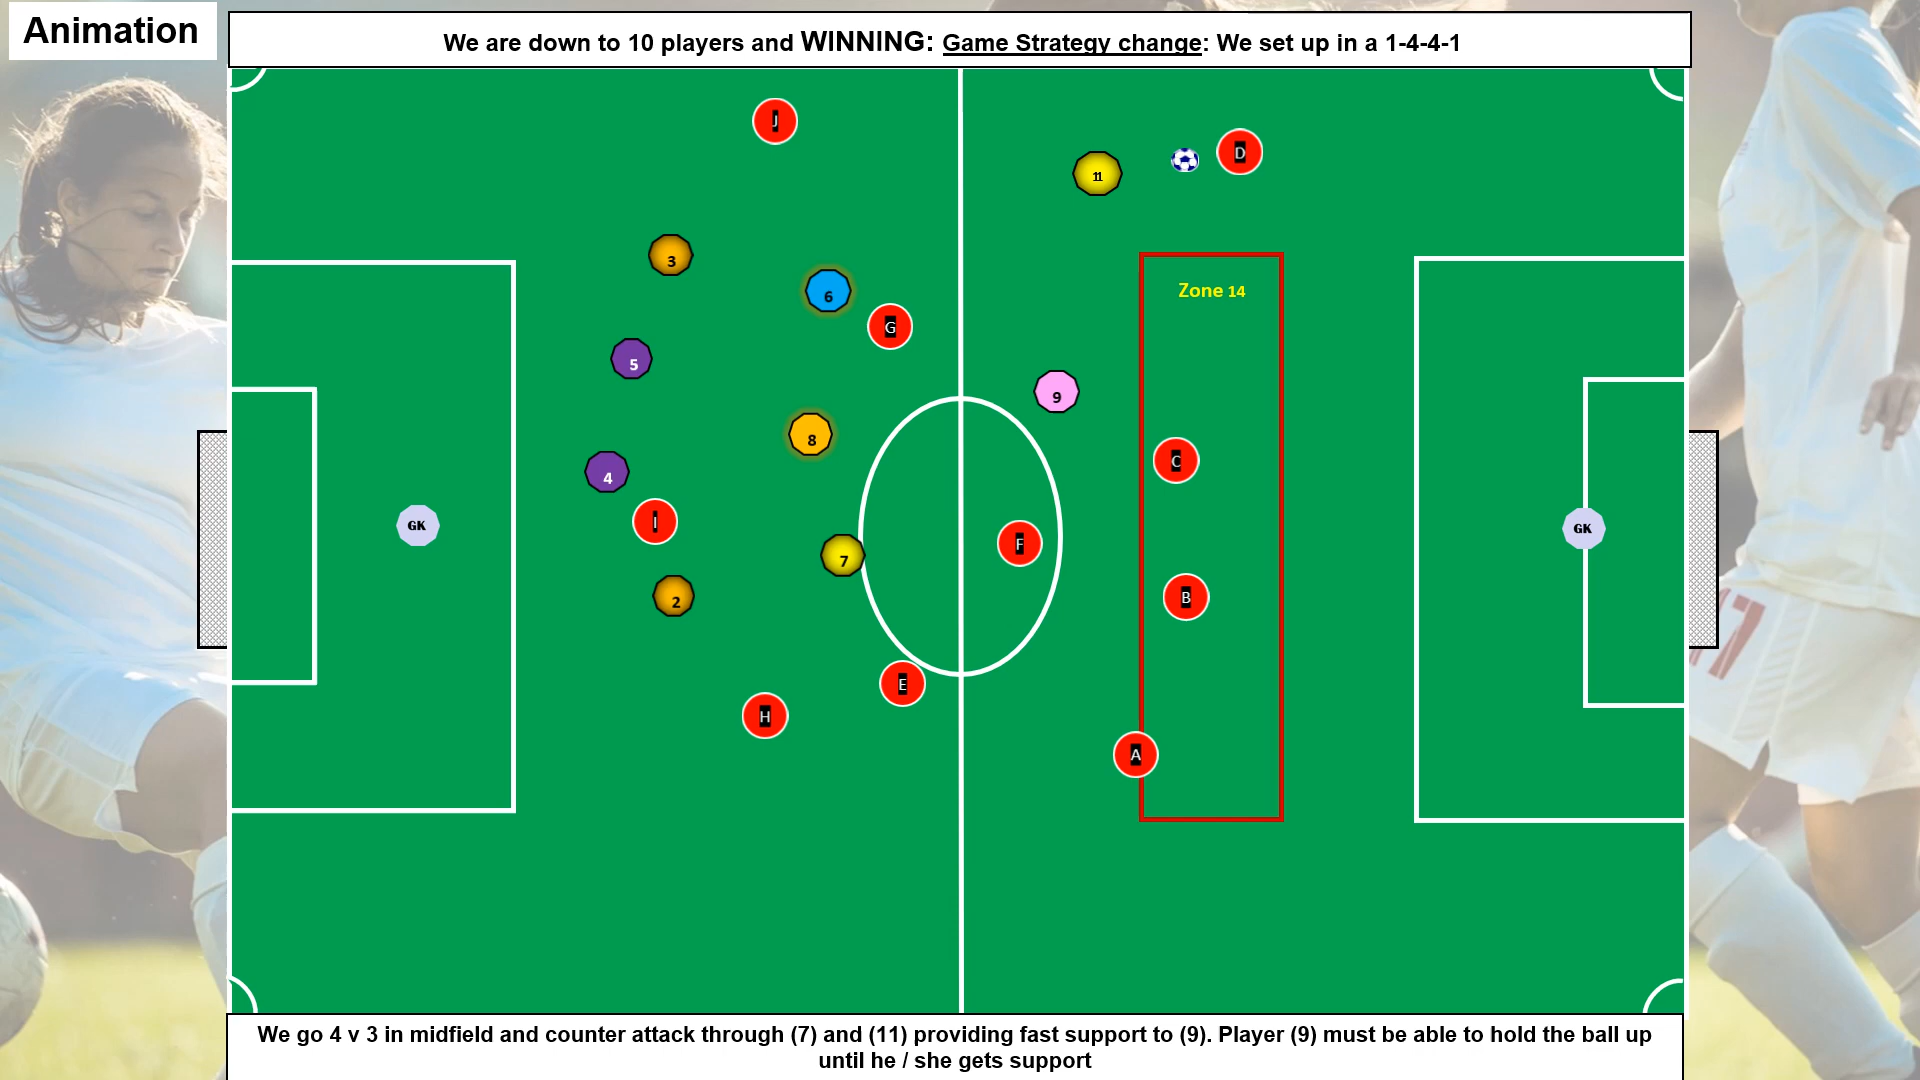 Animation
We are down to 10 players and WINNING: Game Strategy change: We set up in a 1-4-4-1
J
D
11
3
Zone 14
6
G
5
9
8
C
4
GK
I
GK
F
7
B
2
E
H
A
17
We go 4 v 3 in midfield and counter attack through (7) and (11) providing fast support to (9). Player (9) must be able to hold the ball up
until he / she gets support